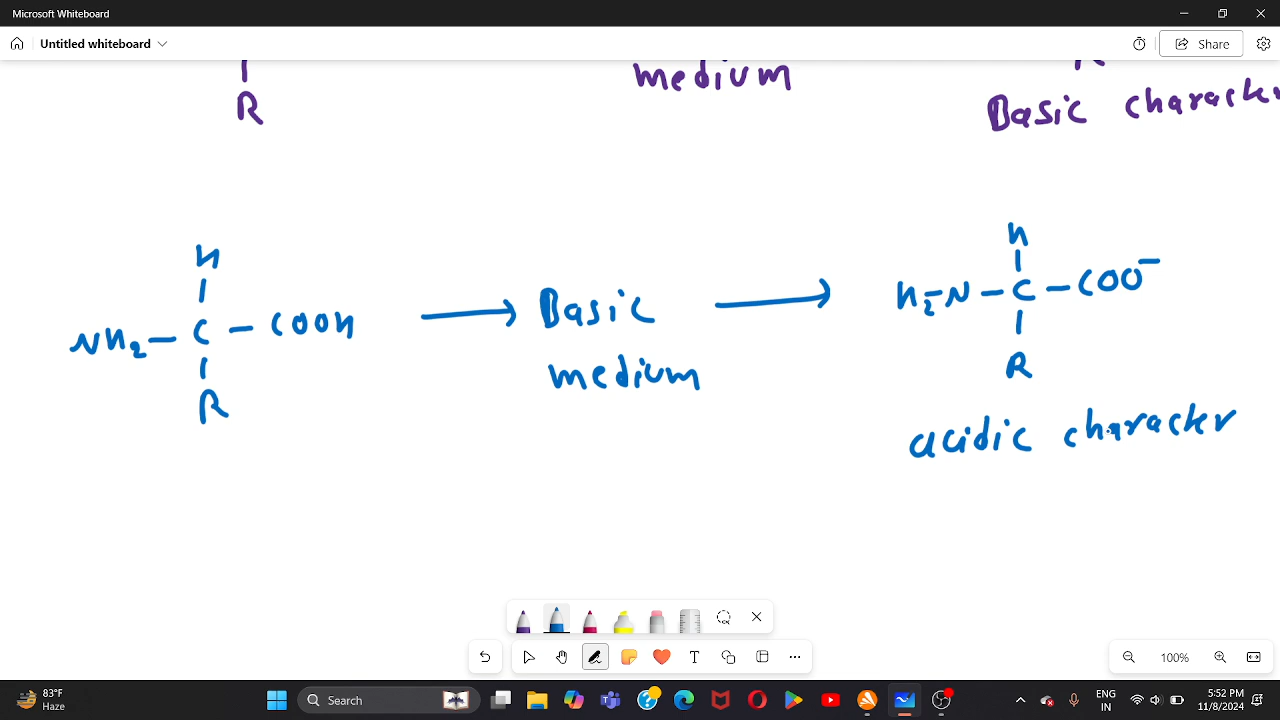 Microsoft Whiteboard
Untitled whiteboard
Share
R
medium
R
Basic character
H
NH2 — C — COOH
R
Basic
medium
H
H2N — C — COO⁻
R
acidic character
100%
83°F
Haze
Search
ENG
IN
5:52 PM
11/8/2024